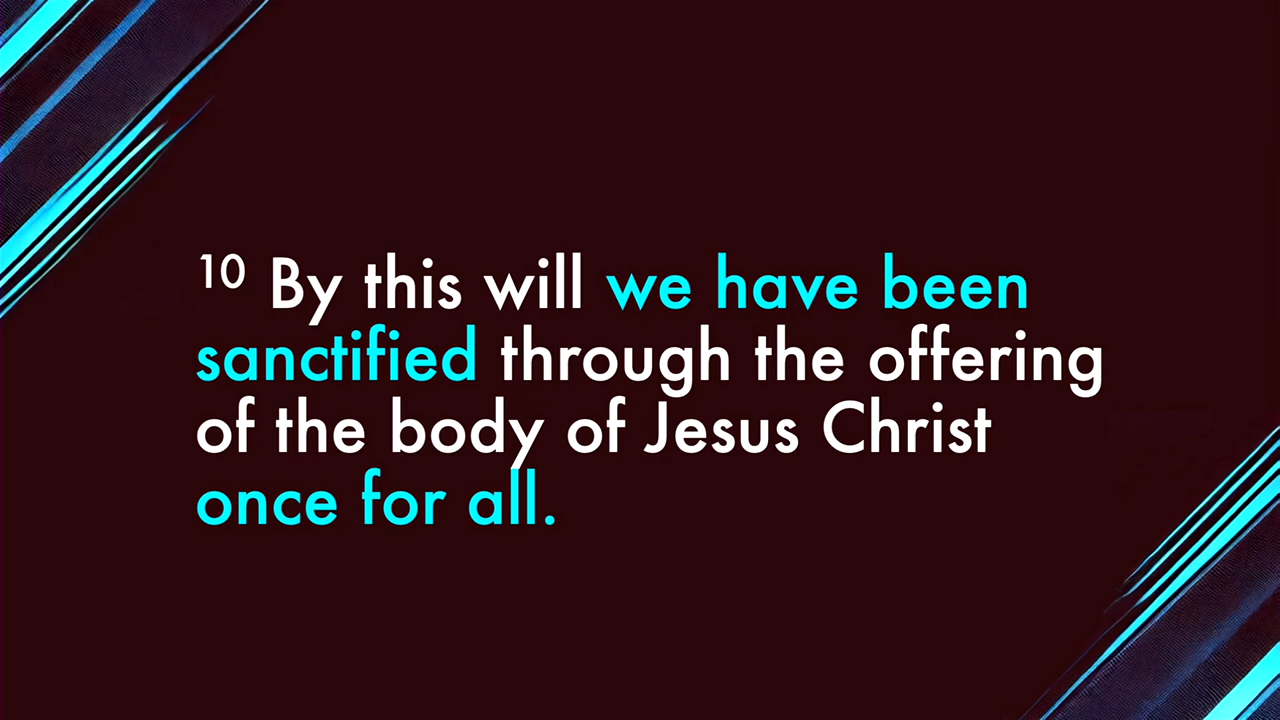 10 By this will we have been
sanctified through the offering
of the body of Jesus Christ
once for all.